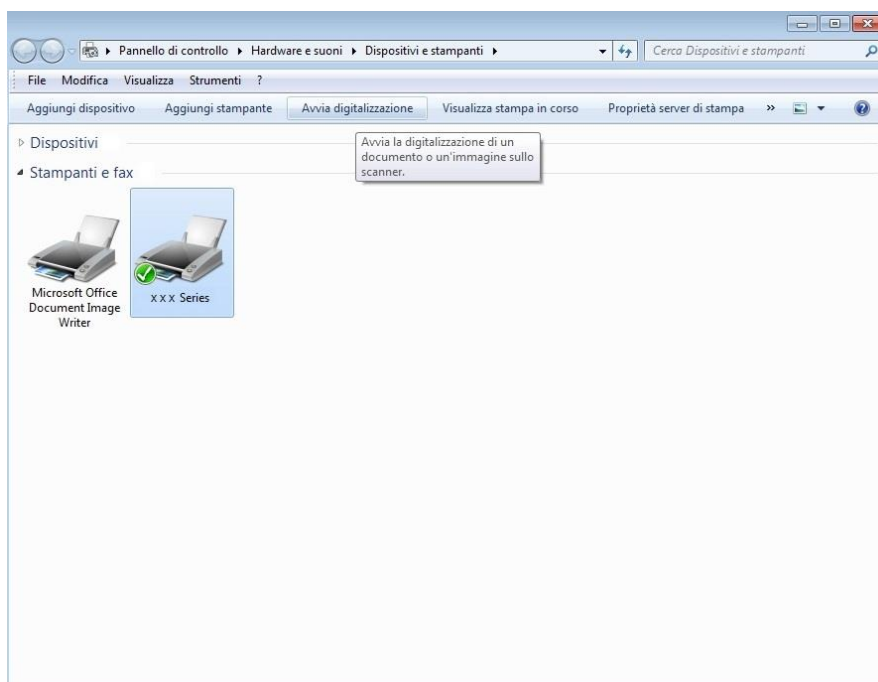 Pannello di controllo Hardware e suoni Dispositivi e stampanti Cerca Dispositivi e stampanti
File Modifica Visualizza Strumenti ?
Aggiungi dispositivo Aggiungi stampante Avvia digitalizzazione Visualizza stampa in corso Proprietà server di stampa »
Dispositivi
Avvia la digitalizzazione di un
documento o un'immagine sullo
scanner.
Stampanti e fax
Microsoft Office
Document Image
Writer
x x x Series